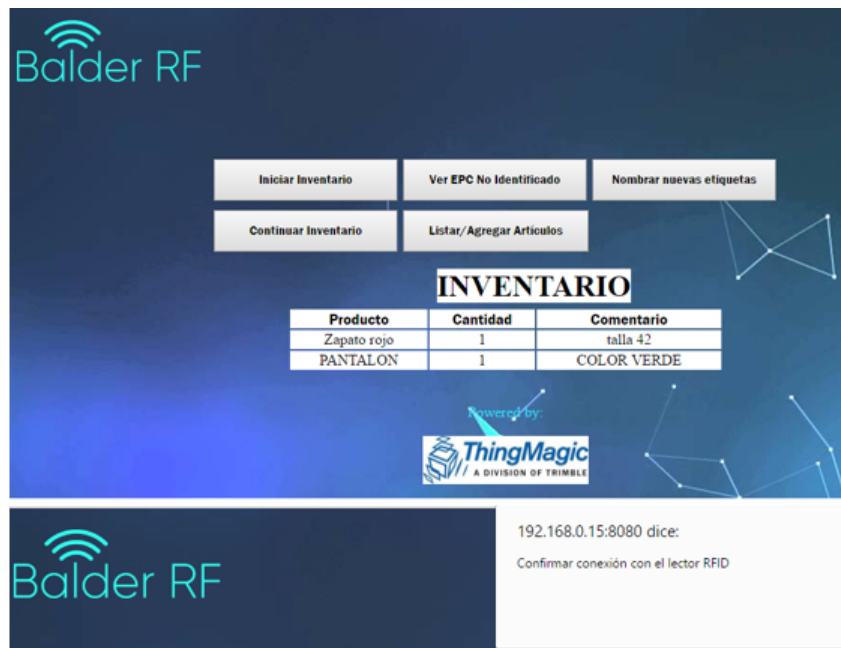 Balder RF
Iniciar Inventario Ver EPC No Identificado Nombrar nuevas etiquetas
Continuar Inventario Listar/Agregar Artículos
INVENTARIO
Producto Cantidad Comentario
Zapato rojo 1 talla 42
PANTALON 1 COLOR VERDE
Powered by:
ThingMagic
A DIVISION OF TRIMBLE
192.168.0.15:8080 dice:
Confirmar conexión con el lector RFID
Balder RF